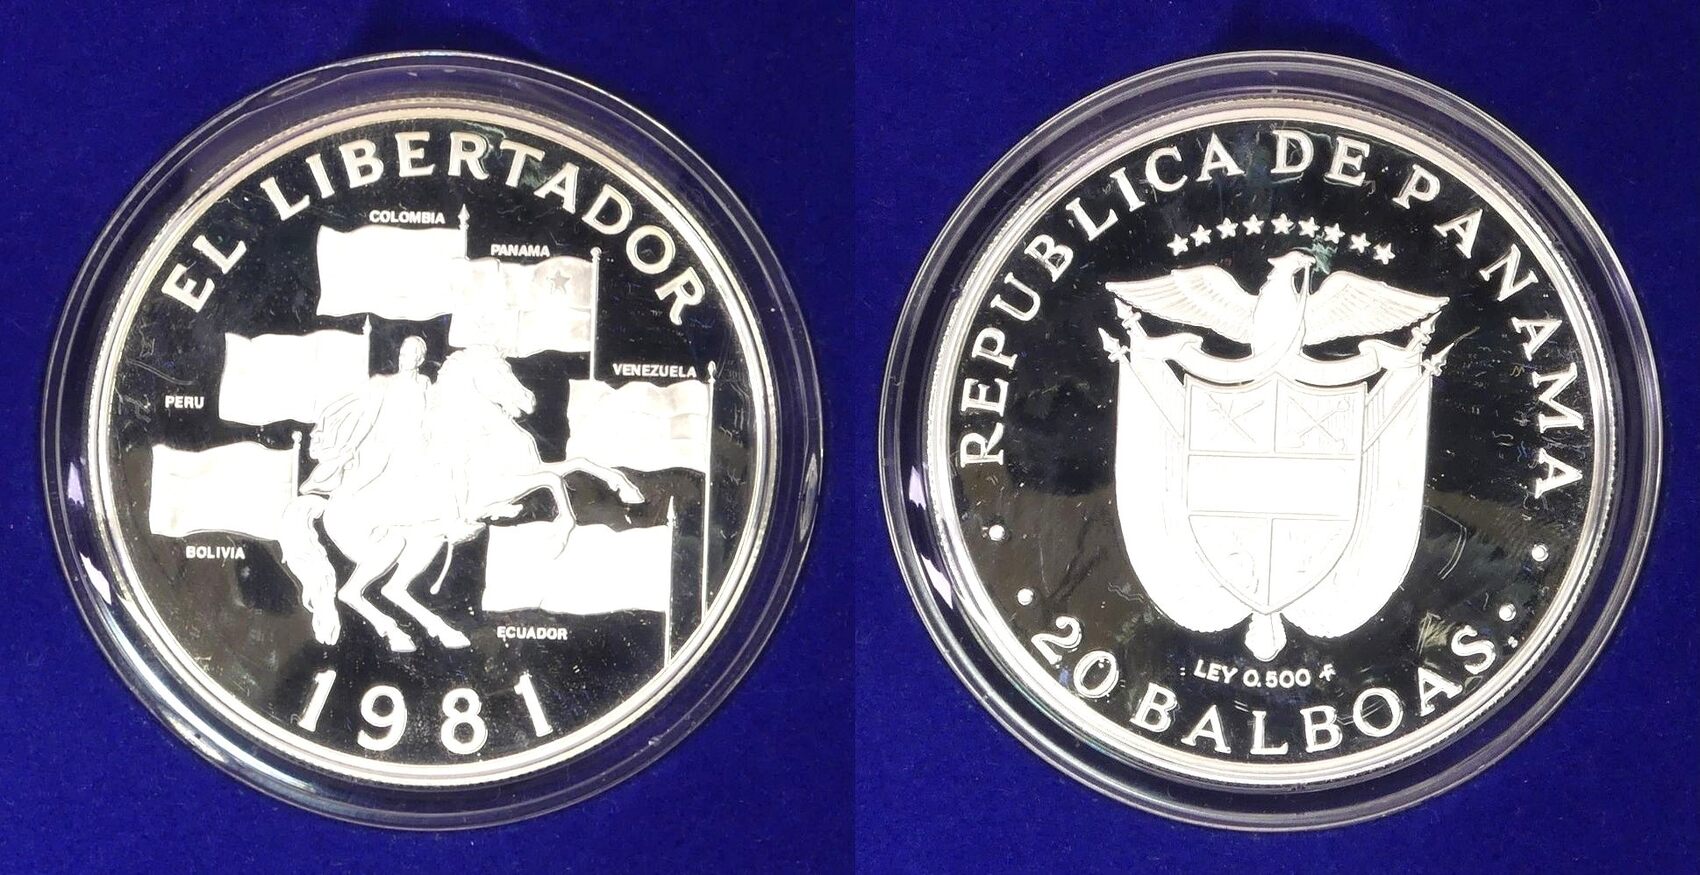 EL LIBERTADOR
COLOMBIA
PANAMA
VENEZUELA
PERU
BOLIVIA
ECUADOR
1981
REPUBLICA DE PANAMA
LEY 0.500
20 BALBOAS.